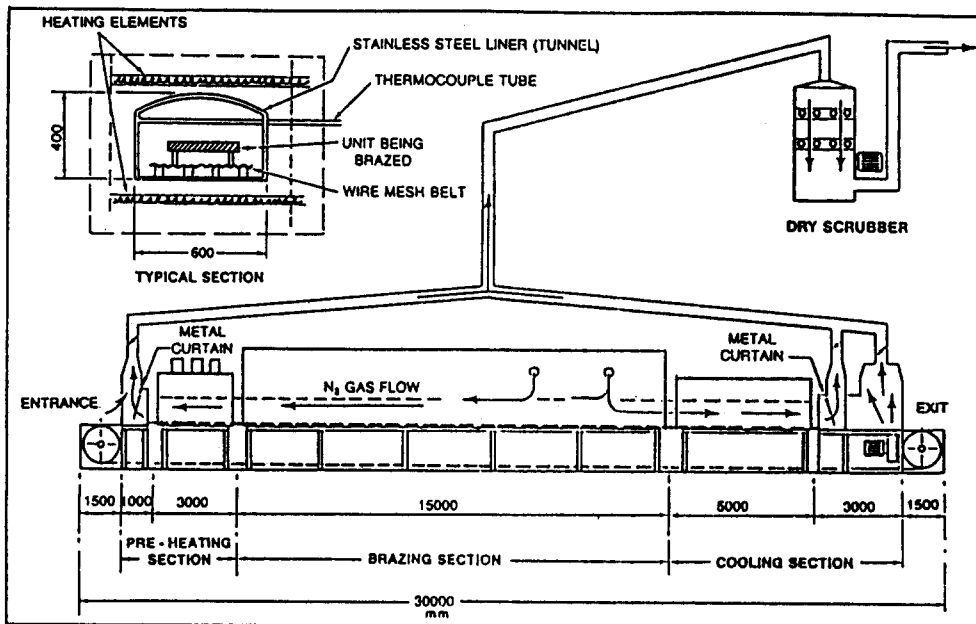 HEATING ELEMENTS
STAINLESS STEEL LINER (TUNNEL)
THERMOCOUPLE TUBE
400
UNIT BEING
BRAZED
WIRE MESH BELT
600
TYPICAL SECTION
DRY SCRUBBER
METAL
CURTAIN
METAL
CURTAIN
N₂ GAS FLOW
ENTRANCE
EXIT
1500 1000 3000 15000 5000 3000 1500
PRE - HEATING
SECTION
BRAZING SECTION
COOLING SECTION
30000
mm